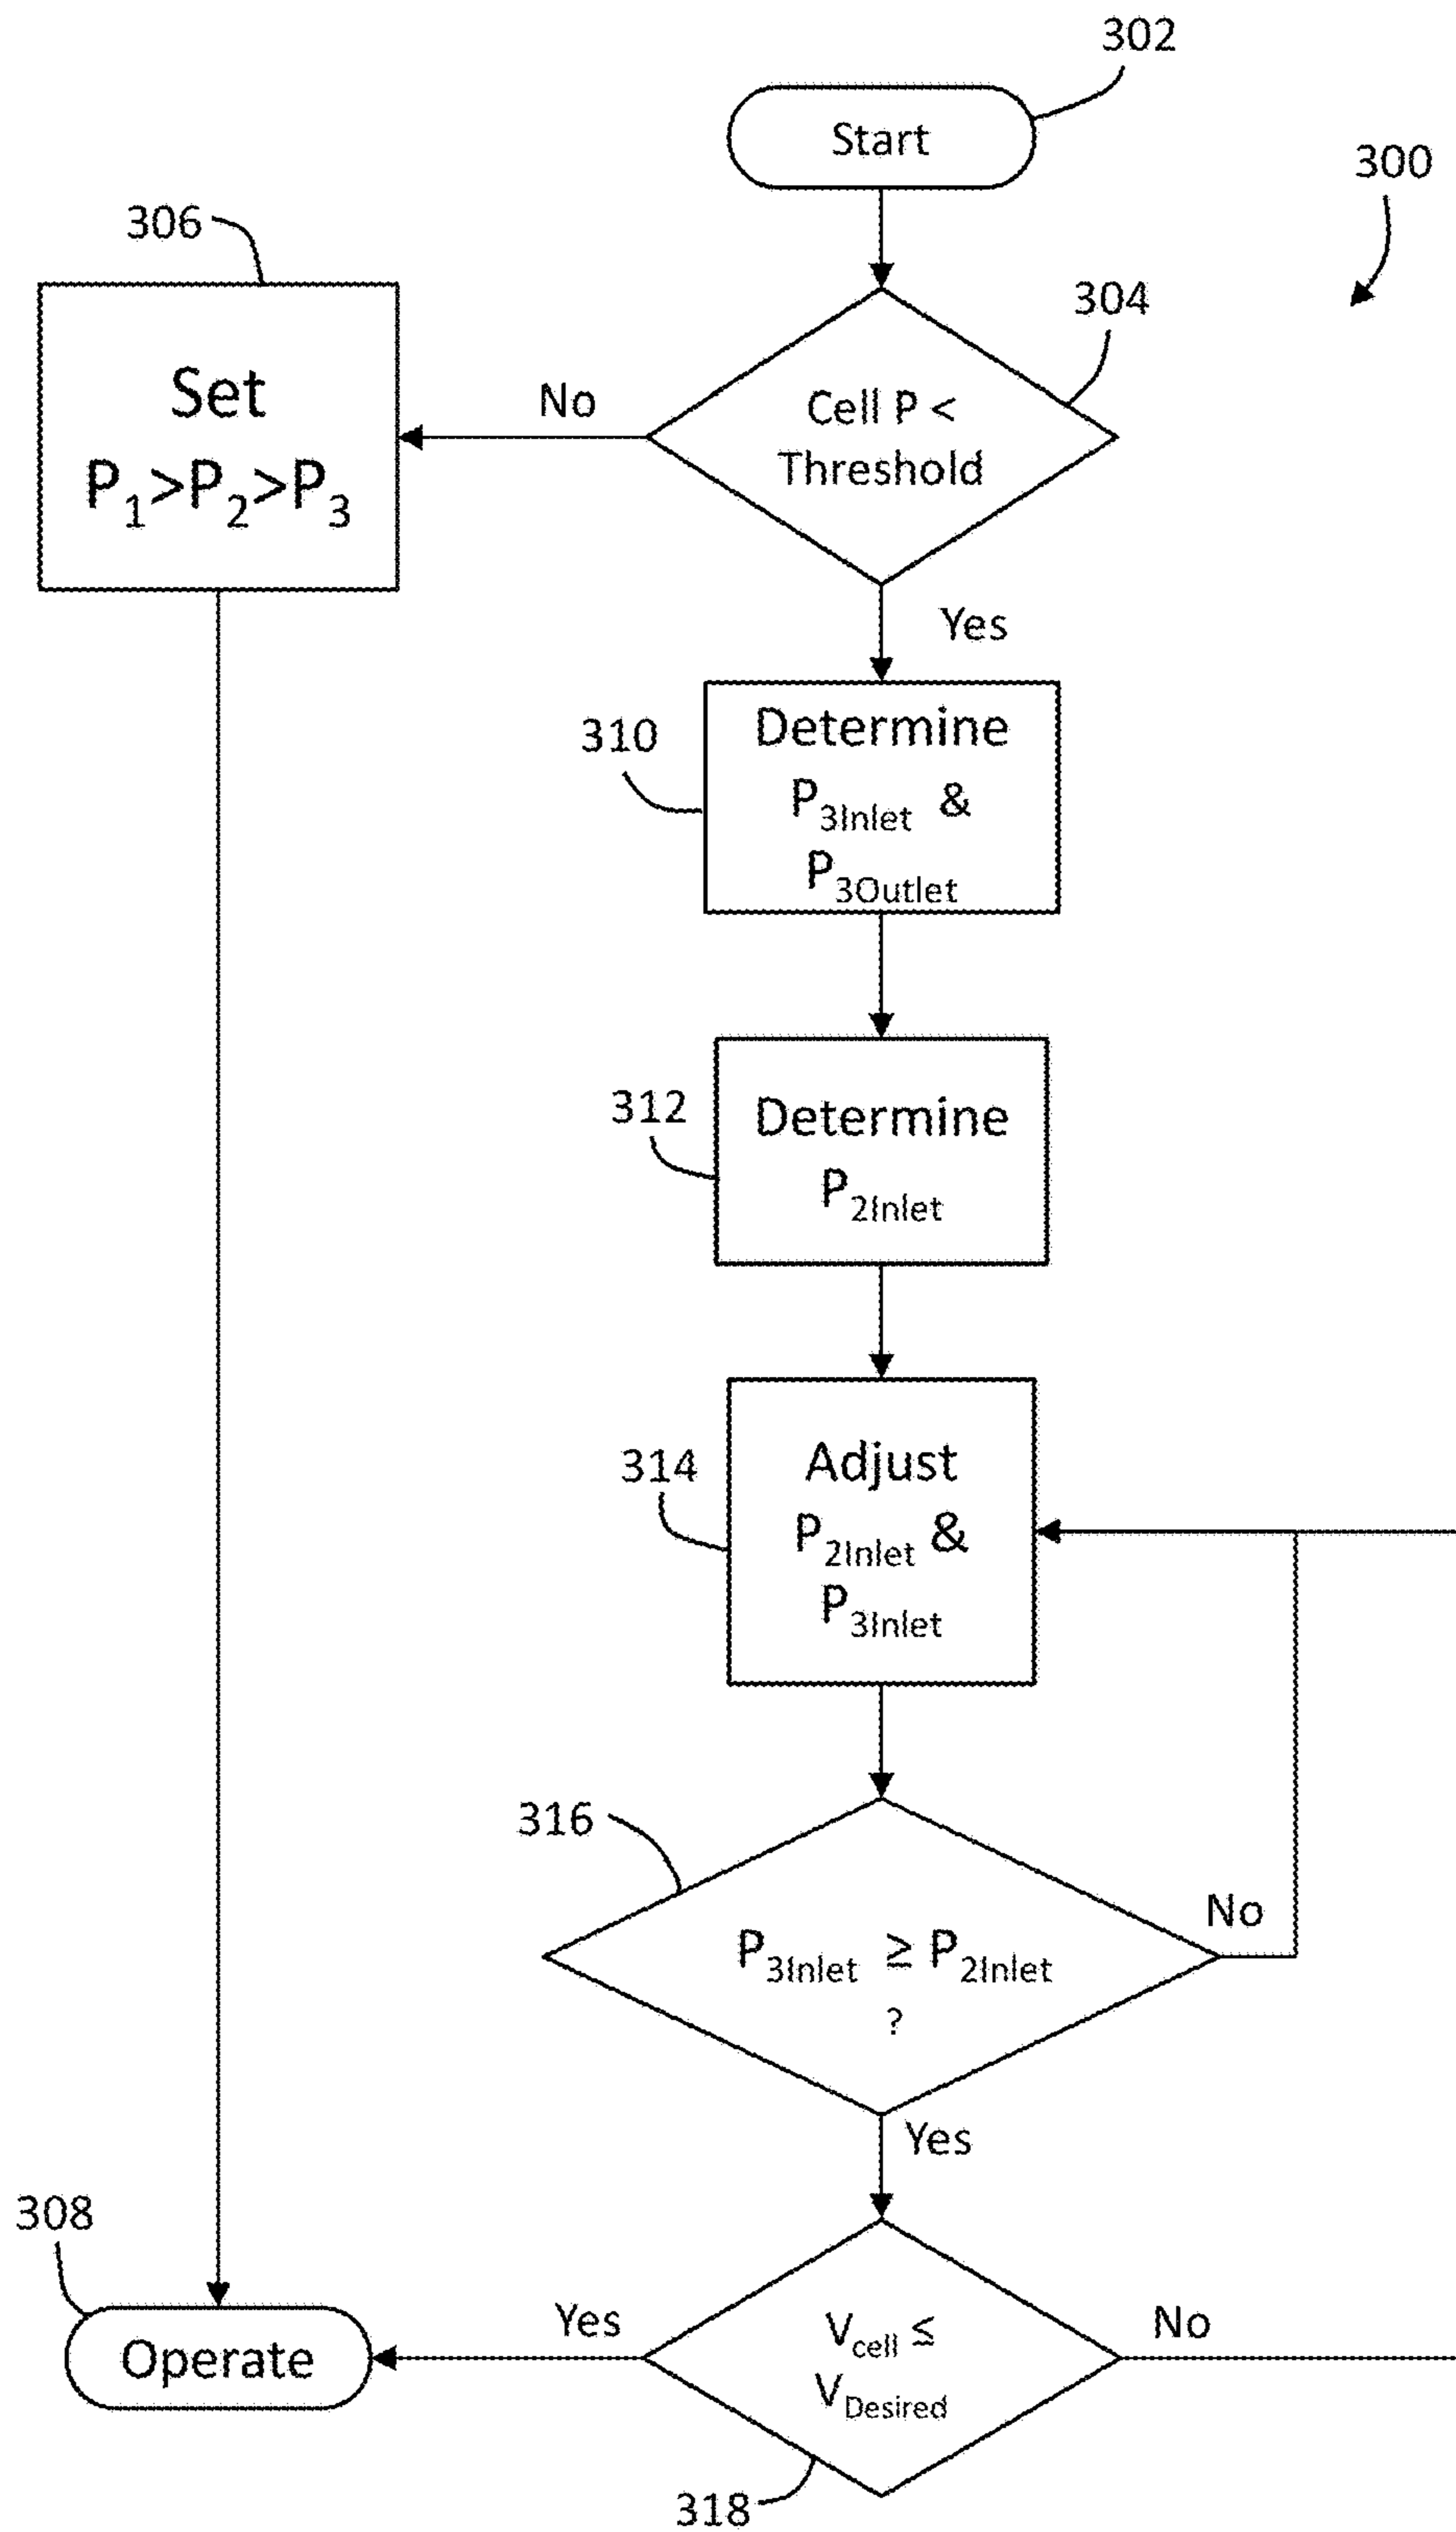 302
Start
300
306
304
Set
P1>P2>P3
No
Cell P <
Threshold
Yes
310
Determine
P3Inlet &
P3Outlet
312
Determine
P2Inlet
314
Adjust
P2Inlet &
P3Inlet
316
No
P3Inlet ≥ P2Inlet
?
Yes
308
Operate
Yes
Vcell ≤
VDesired
No
318